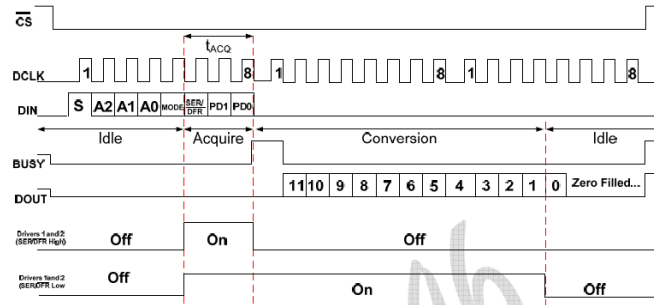 CS
tACQ
DCLK 1 8 1 8 1 8
DIN S A2 A1 A0 MODE SER/DFR PD1 PD0
Idle Acquire Conversion Idle
BUSY
DOUT 11 10 9 8 7 6 5 4 3 2 1 0 Zero Filled...
Drivers 1 and 2
(SER/DFR High) Off On Off
Drivers 1 and 2
(SER/DFR Low Off On Off